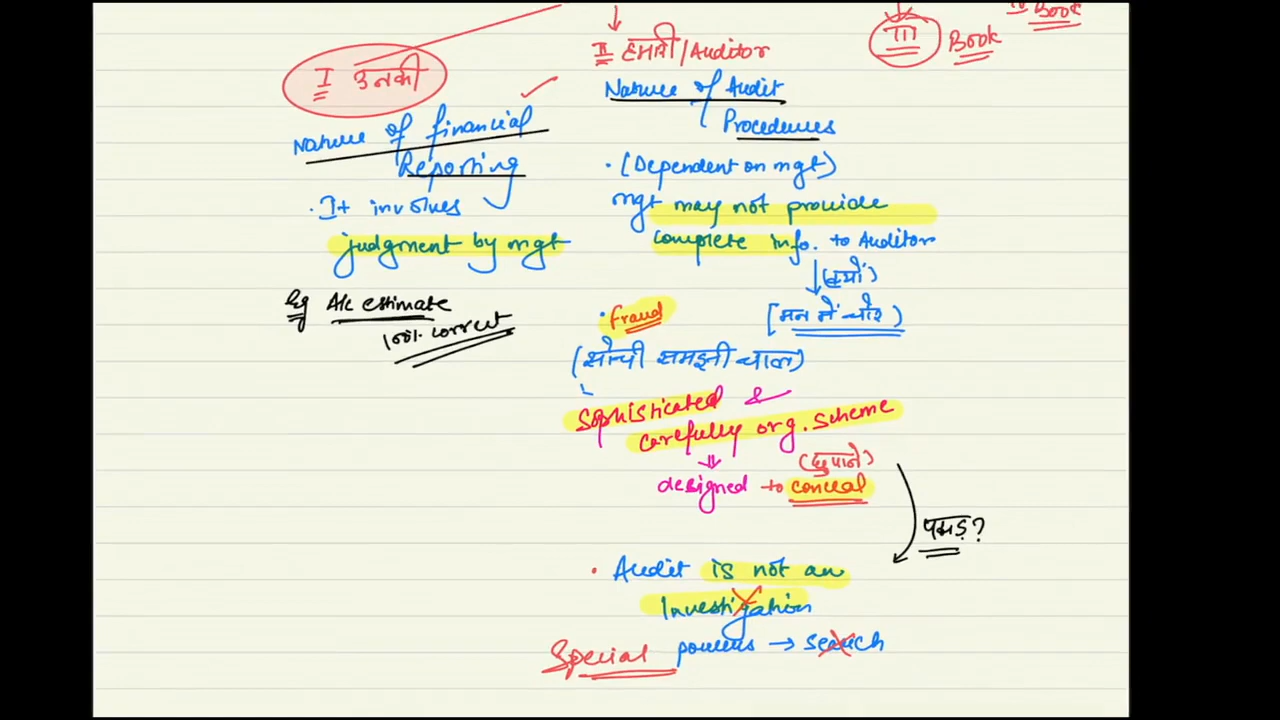 I उनकी
Nature of financial
Reporting
· It involves
judgment by mgt
Eg A/c estimate
100% correct
II हमारी/Auditor
Nature of Audit
Procedures
· (Dependent on mgt)
mgt may not provide
complete info. to Auditor
(क्यों)
[मन में चोर)
· fraud
(सोची समझी चाल)
Sophisticated &
carefully org. scheme
(छुपाने)
designed to conceal
पकड़?
· Audit is not an
Investigation
Special powers → search
III Book
Book